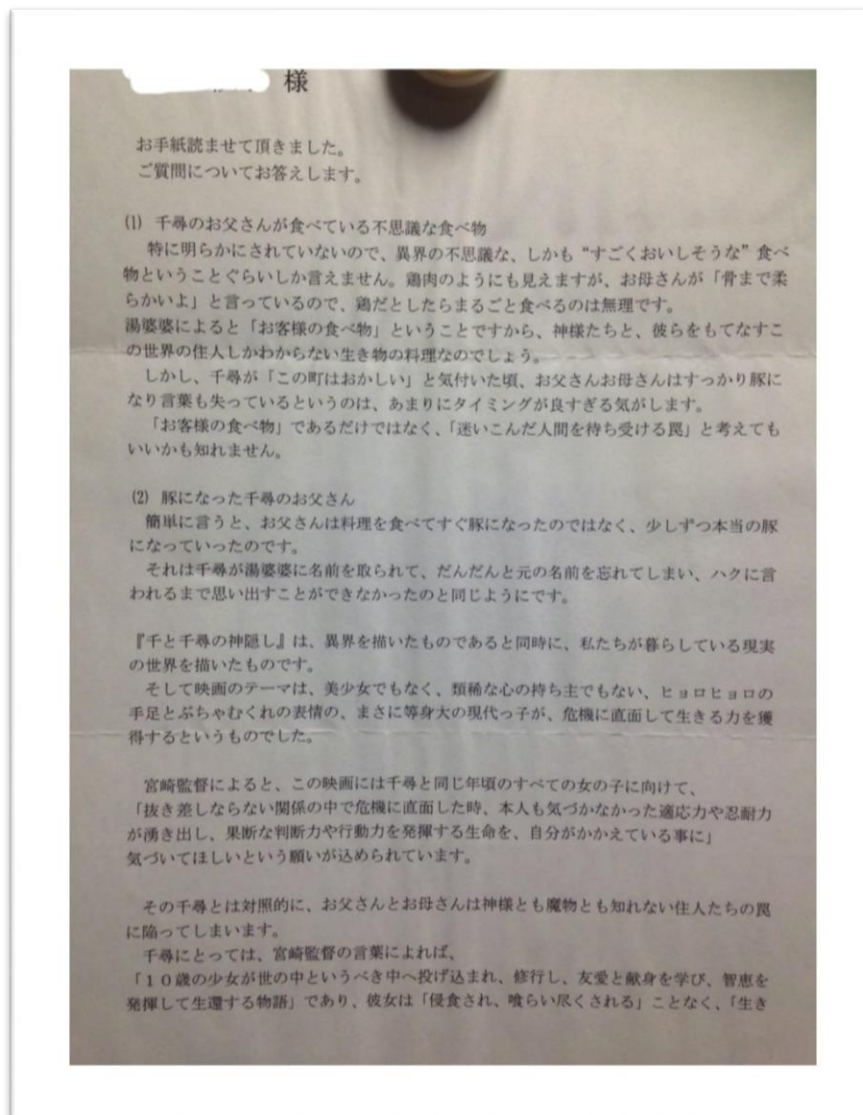 様
お手紙読ませて頂きました。
ご質問についてお答えします。
(1) 千尋のお父さんが食べている不思議な食べ物
特に明らかにされていないので、異界の不思議な、しかも“すごくおいしそうな”食べ
物ということぐらいしか言えません。鶏肉のようにも見えますが、お母さんが「骨まで柔
らかいよ」と言っているので、鶏だとしたらまるごと食べるのは無理です。
湯婆婆によると「お客様の食べ物」ということですから、神様たちと、彼らをもてなすこ
の世界の住人しかわからない生き物の料理なのでしょう。
しかし、千尋が「この町はおかしい」と気付いた頃、お父さんお母さんはすっかり豚に
なり言葉も失っているというのは、あまりにタイミングが良すぎる気がします。
「お客様の食べ物」であるだけではなく、「迷いこんだ人間を待ち受ける罠」と考えても
いいかも知れません。
(2) 豚になった千尋のお父さん
簡単に言うと、お父さんは料理を食べてすぐ豚になったのではなく、少しずつ本当の豚
になっていったのです。
それは千尋が湯婆婆に名前を取られて、だんだんと元の名前を忘れてしまい、ハクに言
われるまで思い出すことができなかったのと同じようにです。
『千と千尋の神隠し』は、異界を描いたものであると同時に、私たちが暮らしている現実
の世界を描いたものです。
そして映画のテーマは、美少女でもなく、類稀な心の持ち主でもない、ヒョロヒョロの
手足とぶちゃむくれの表情の、まさに等身大の現代っ子が、危機に直面して生きる力を獲
得するというものでした。
宮崎監督によると、この映画には千尋と同じ年頃のすべての女の子に向けて、
「抜き差しならない関係の中で危機に直面した時、本人も気づかなかった適応力や忍耐力
が湧き出し、果断な判断力や行動力を発揮する生命を、自分がかかえている事に」
気づいてほしいという願いが込められています。
その千尋とは対照的に、お父さんとお母さんは神様とも魔物とも知れない住人たちの罠
に陥ってしまいます。
千尋にとっては、宮崎監督の言葉によれば、
「１０歳の少女が世の中というべき中へ投げ込まれ、修行し、友愛と献身を学び、智恵を
発揮して生還する物語」であり、彼女は「侵食され、喰らい尽くされる」ことなく、「生き